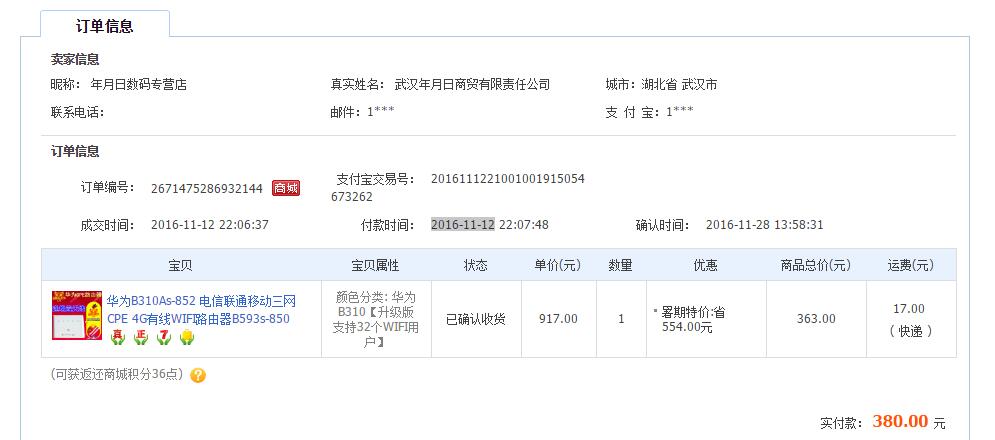 订单信息
卖家信息
昵称： 年月日数码专营店 真实姓名： 武汉年月日商贸有限责任公司 城市：湖北省 武汉市
联系电话： 邮件：1*** 支 付 宝：1***
订单信息
订单编号： 2671475286932144 商城 支付宝交易号： 2016111221001001915054
673262
成交时间： 2016-11-12 22:06:37 付款时间： 2016-11-12 22:07:48 确认时间： 2016-11-28 13:58:31
宝贝 宝贝属性 状态 单价(元) 数量 优惠 商品总价(元) 运费(元)
华为B310As-852 电信联通移动三网
CPE 4G有线WIFI路由器B593s-850
真 正 7
颜色分类: 华为
B310【升级版
支持32个WIFI用
户】
已确认收货
917.00
1
暑期特价:省
554.00元
363.00
17.00
( 快递 )
(可获返还商城积分36点) ?
实付款： 380.00 元